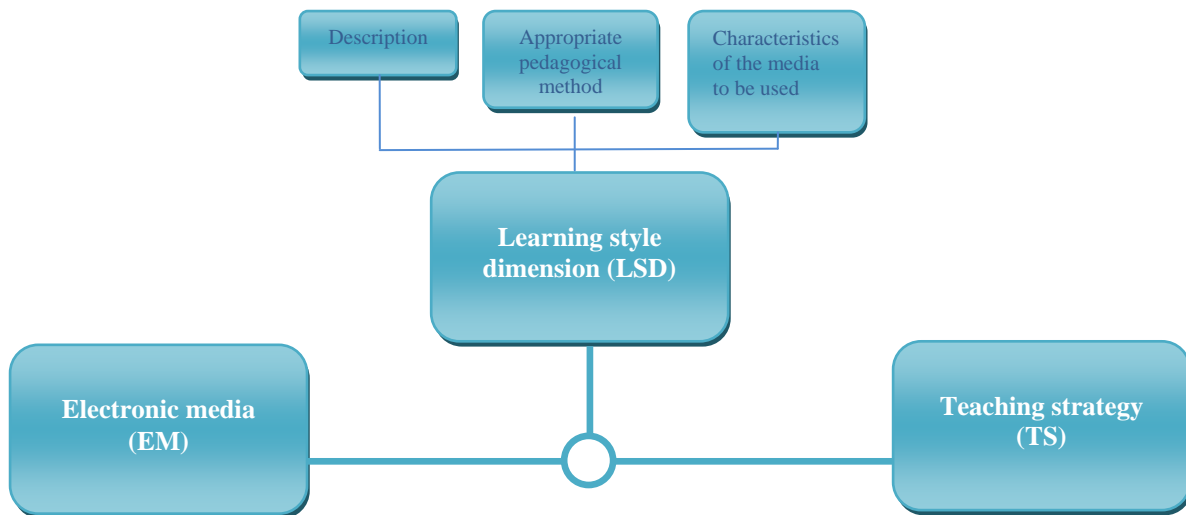 Description
Appropriate
pedagogical
method
Characteristics
of the media
to be used
Learning style
dimension (LSD)
Electronic media
(EM)
Teaching strategy
(TS)